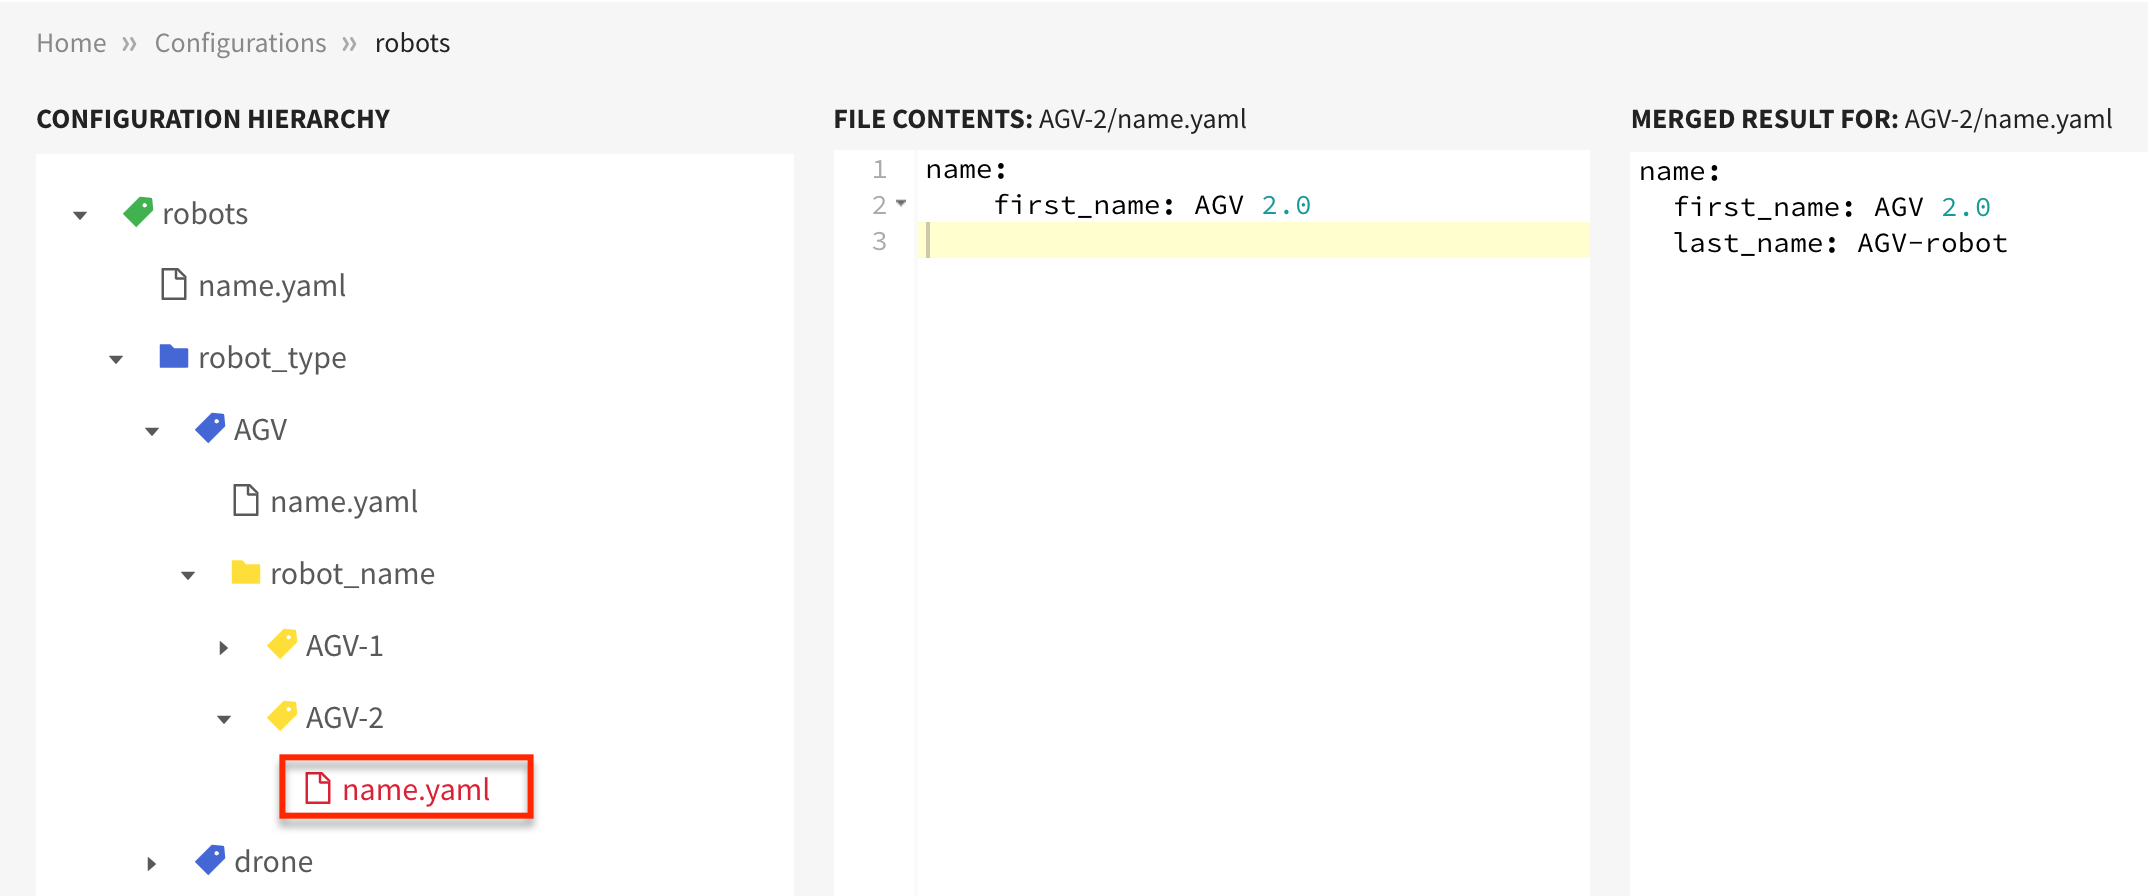 Home » Configurations » robots
CONFIGURATION HIERARCHY
robots
name.yaml
robot_type
AGV
name.yaml
robot_name
AGV-1
AGV-2
name.yaml
drone
FILE CONTENTS: AGV-2/name.yaml
1 name:
2 first_name: AGV 2.0
3
MERGED RESULT FOR: AGV-2/name.yaml
name:
first_name: AGV 2.0
last_name: AGV-robot